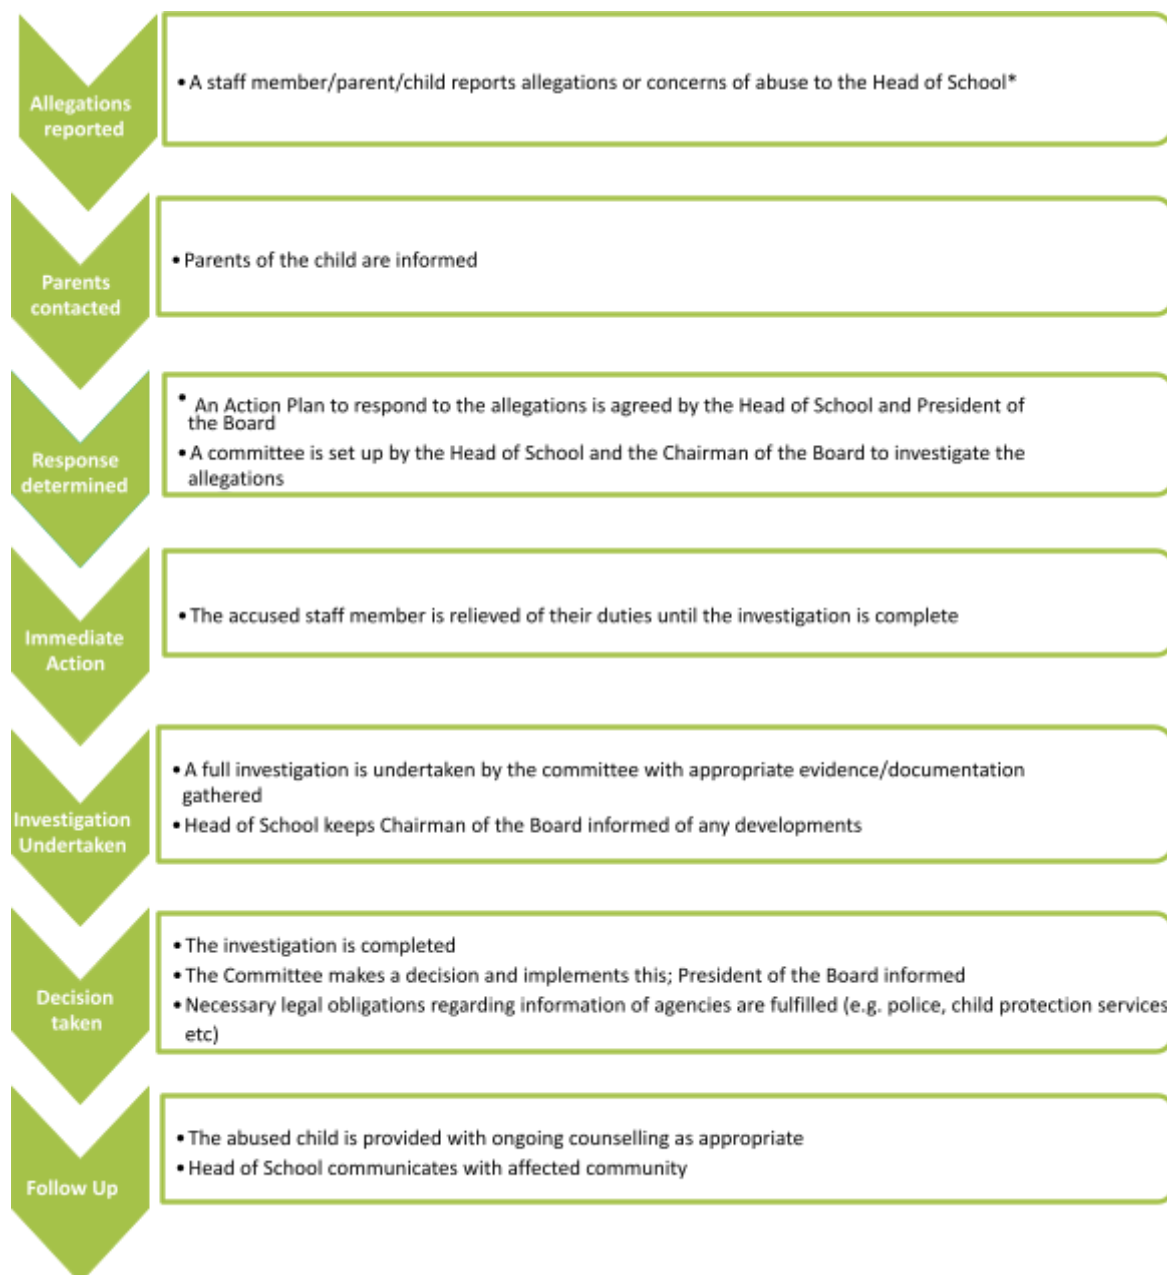 Allegations
reported
• A staff member/parent/child reports allegations or concerns of abuse to the Head of School*
Parents
contacted
• Parents of the child are informed
Response
determined
• An Action Plan to respond to the allegations is agreed by the Head of School and President of
the Board
• A committee is set up by the Head of School and the Chairman of the Board to investigate the
allegations
Immediate
Action
• The accused staff member is relieved of their duties until the investigation is complete
Investigation
Undertaken
• A full investigation is undertaken by the committee with appropriate evidence/documentation
gathered
• Head of School keeps Chairman of the Board informed of any developments
Decision
taken
• The investigation is completed
• The Committee makes a decision and implements this; President of the Board informed
• Necessary legal obligations regarding information of agencies are fulfilled (e.g. police, child protection services
etc)
Follow Up
• The abused child is provided with ongoing counselling as appropriate
• Head of School communicates with affected community